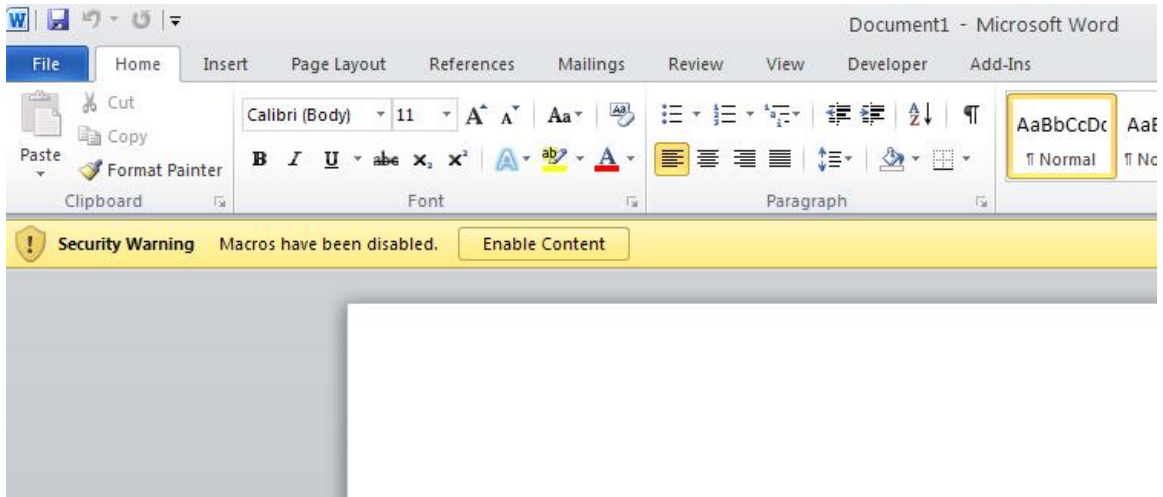 Document1 - Microsoft Word
File Home Insert Page Layout References Mailings Review View Developer Add-Ins
Paste
Cut
Copy
Format Painter
Clipboard
Calibri (Body) 11
Font
Paragraph
AaBbCcDc
¶ Normal
Security Warning Macros have been disabled. Enable Content